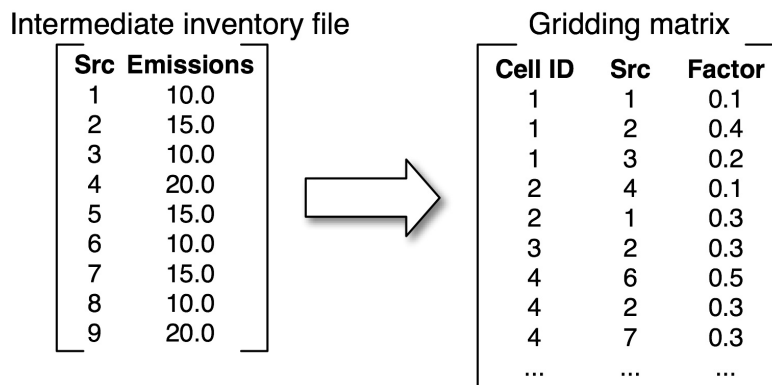 Intermediate inventory file
Src Emissions
1 10.0
2 15.0
3 10.0
4 20.0
5 15.0
6 10.0
7 15.0
8 10.0
9 20.0
Gridding matrix
Cell ID Src Factor
1 1 0.1
1 2 0.4
1 3 0.2
2 4 0.1
2 1 0.3
3 2 0.3
4 6 0.5
4 2 0.3
4 7 0.3
... ... ...